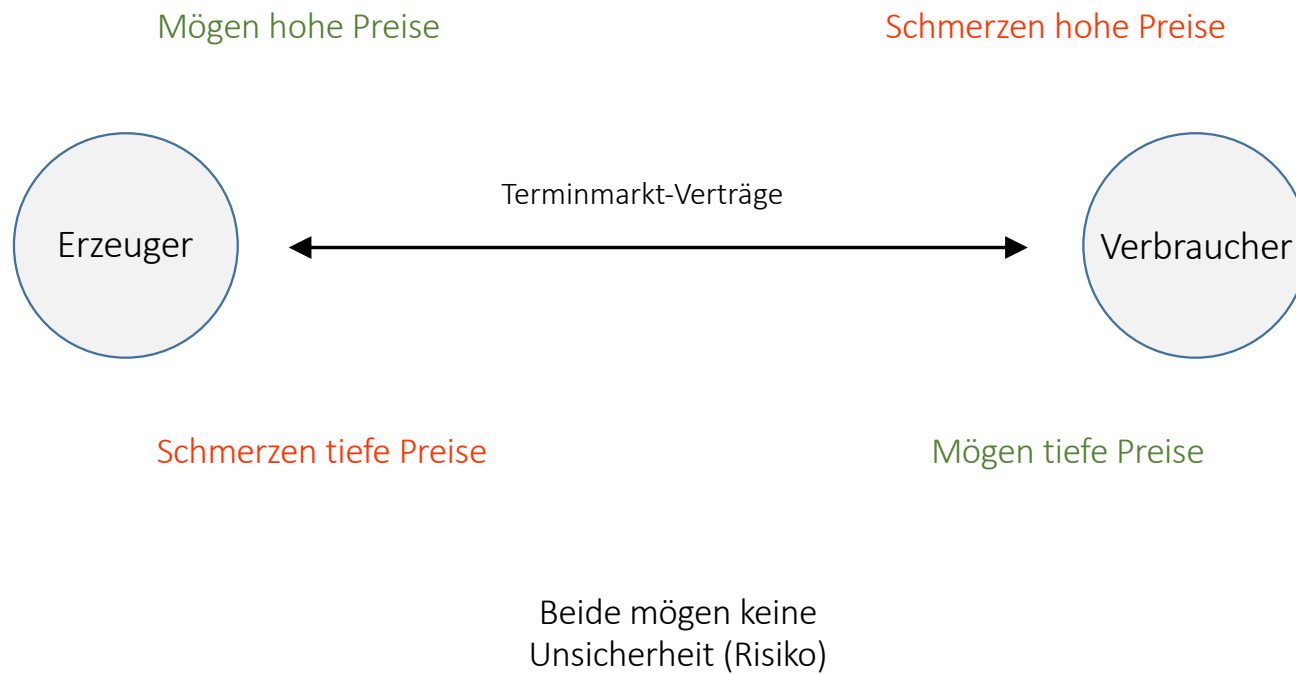 Mögen hohe Preise
Schmerzen hohe Preise
Terminmarkt-Verträge
Erzeuger
Verbraucher
Schmerzen tiefe Preise
Mögen tiefe Preise
Beide mögen keine
Unsicherheit (Risiko)